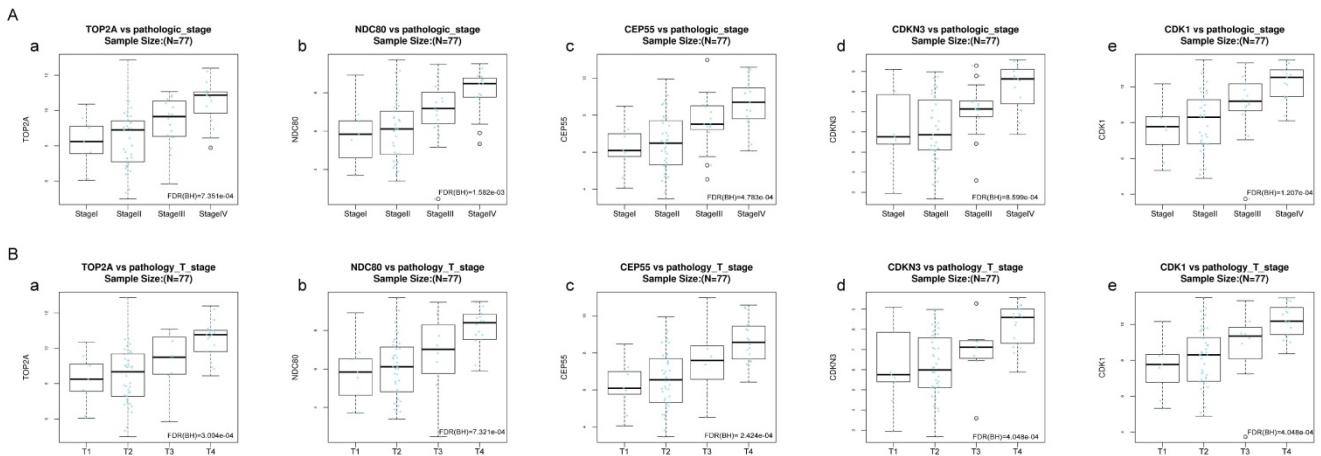 A
TOP2A vs pathologic_stage
Sample Size:(N=77)
a
TOP2A
FDR(BH)=7.351e-04
StageI StageII StageIII StageIV
NDC80 vs pathologic_stage
Sample Size:(N=77)
b
NDC80
FDR(BH)=1.582e-03
StageI StageII StageIII StageIV
CEP55 vs pathologic_stage
Sample Size:(N=77)
c
CEP55
FDR(BH)=4.783e-04
StageI StageII StageIII StageIV
CDKN3 vs pathologic_stage
Sample Size:(N=77)
d
CDKN3
FDR(BH)=8.599e-04
StageI StageII StageIII StageIV
CDK1 vs pathologic_stage
Sample Size:(N=77)
e
CDK1
FDR(BH)=1.207e-04
StageI StageII StageIII StageIV
B
TOP2A vs pathology_T_stage
Sample Size:(N=77)
a
TOP2A
FDR(BH)=3.004e-04
T1 T2 T3 T4
NDC80 vs pathology_T_stage
Sample Size:(N=77)
b
NDC80
FDR(BH)=7.321e-04
T1 T2 T3 T4
CEP55 vs pathology_T_stage
Sample Size:(N=77)
c
CEP55
FDR(BH)= 2.424e-04
T1 T2 T3 T4
CDKN3 vs pathology_T_stage
Sample Size:(N=77)
d
CDKN3
FDR(BH)=4.048e-04
T1 T2 T3 T4
CDK1 vs pathology_T_stage
Sample Size:(N=77)
e
CDK1
FDR(BH)=4.048e-04
T1 T2 T3 T4